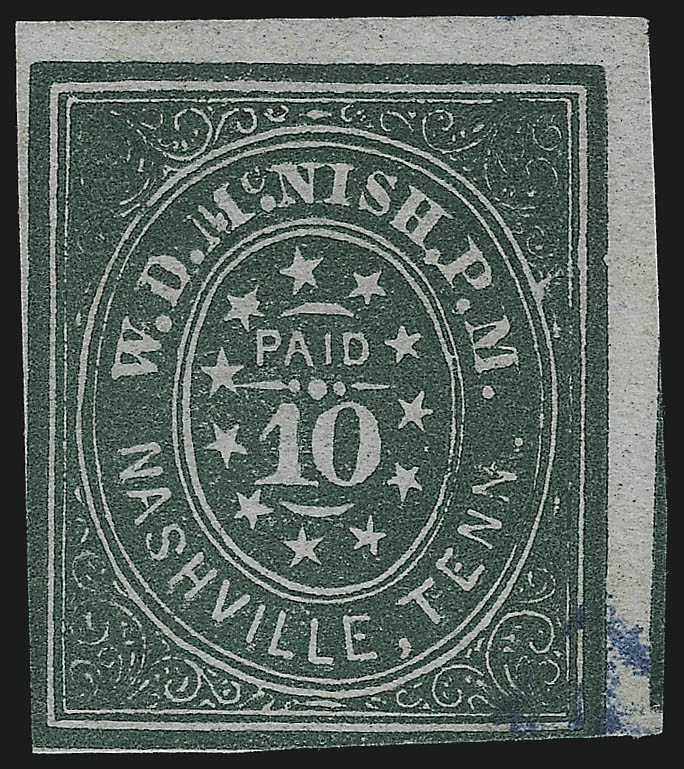 W. D. McNISH, P. M.
PAID
10
NASHVILLE, TENN.